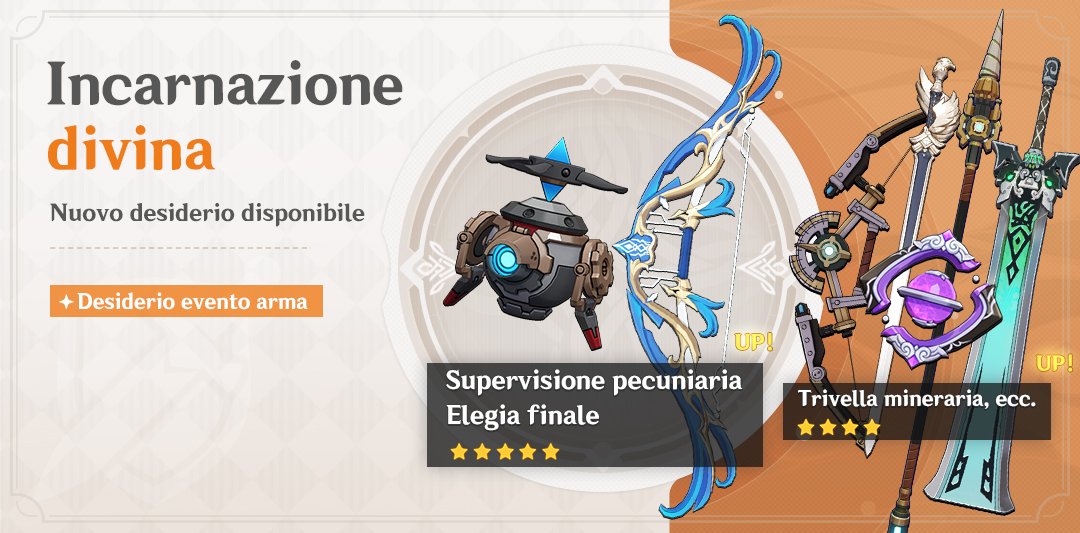 Incarnazione
divina
Nuovo desiderio disponibile
Desiderio evento arma
UP!
Supervisione pecuniaria
Elegia finale
UP!
Trivella mineraria, ecc.